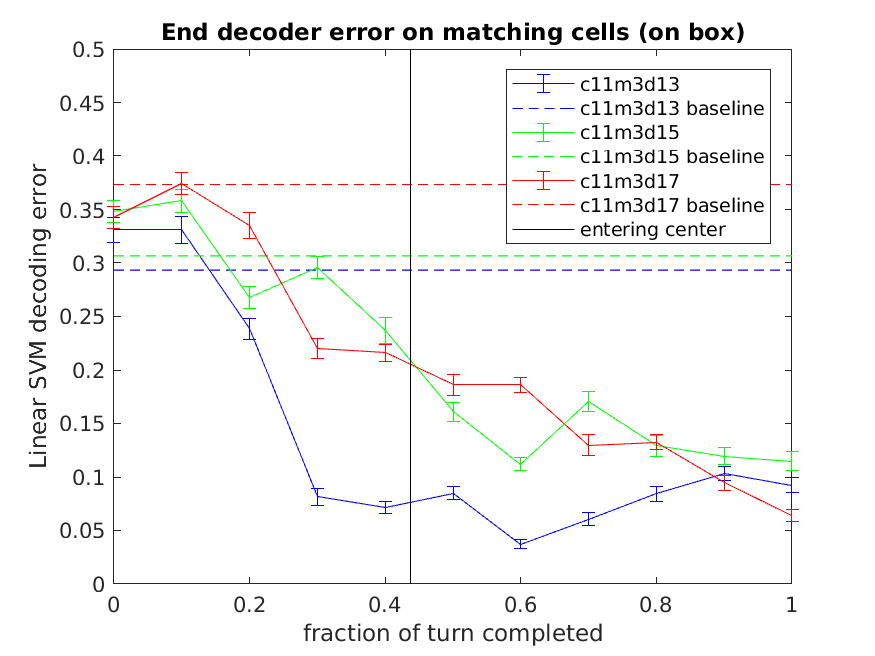 End decoder error on matching cells (on box)
0.5
0.45
0.4
0.35
0.3
0.25
0.2
0.15
0.1
0.05
0
Linear SVM decoding error
c11m3d13
c11m3d13 baseline
c11m3d15
c11m3d15 baseline
c11m3d17
c11m3d17 baseline
entering center
0 0.2 0.4 0.6 0.8 1
fraction of turn completed